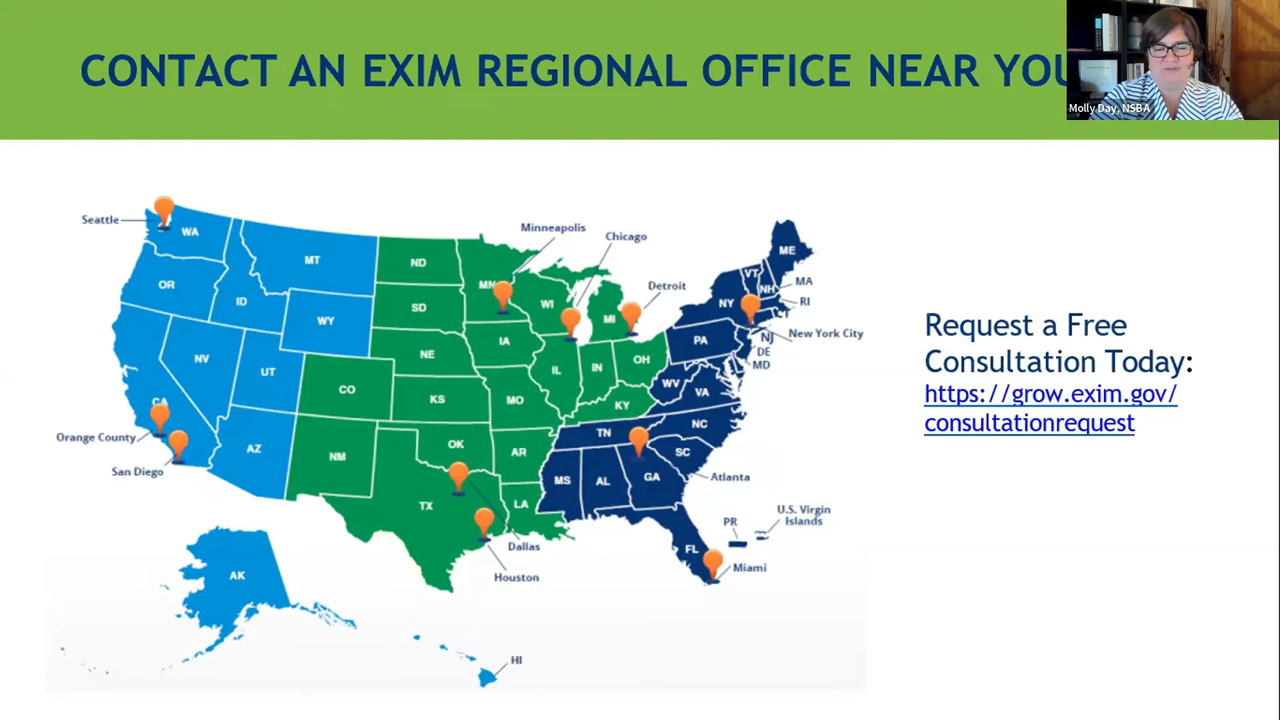 CONTACT AN EXIM REGIONAL OFFICE NEAR YOU
Molly Day, NSBA
Seattle
WA
OR
ID
MT
WY
NV
UT
CA
AZ
Orange County
San Diego
AK
HI
ND
SD
NE
KS
CO
NM
OK
TX
MN
IA
MO
AR
LA
WI
IL
IN
MI
OH
KY
Minneapolis
Chicago
Detroit
Dallas
Houston
ME
VT
NH
MA
RI
NY
New York City
PA
NJ
DE
MD
WV
VA
NC
TN
SC
MS
AL
GA
Atlanta
FL
Miami
PR
U.S. Virgin
Islands
Request a Free
Consultation Today:
https://grow.exim.gov/
consultationrequest